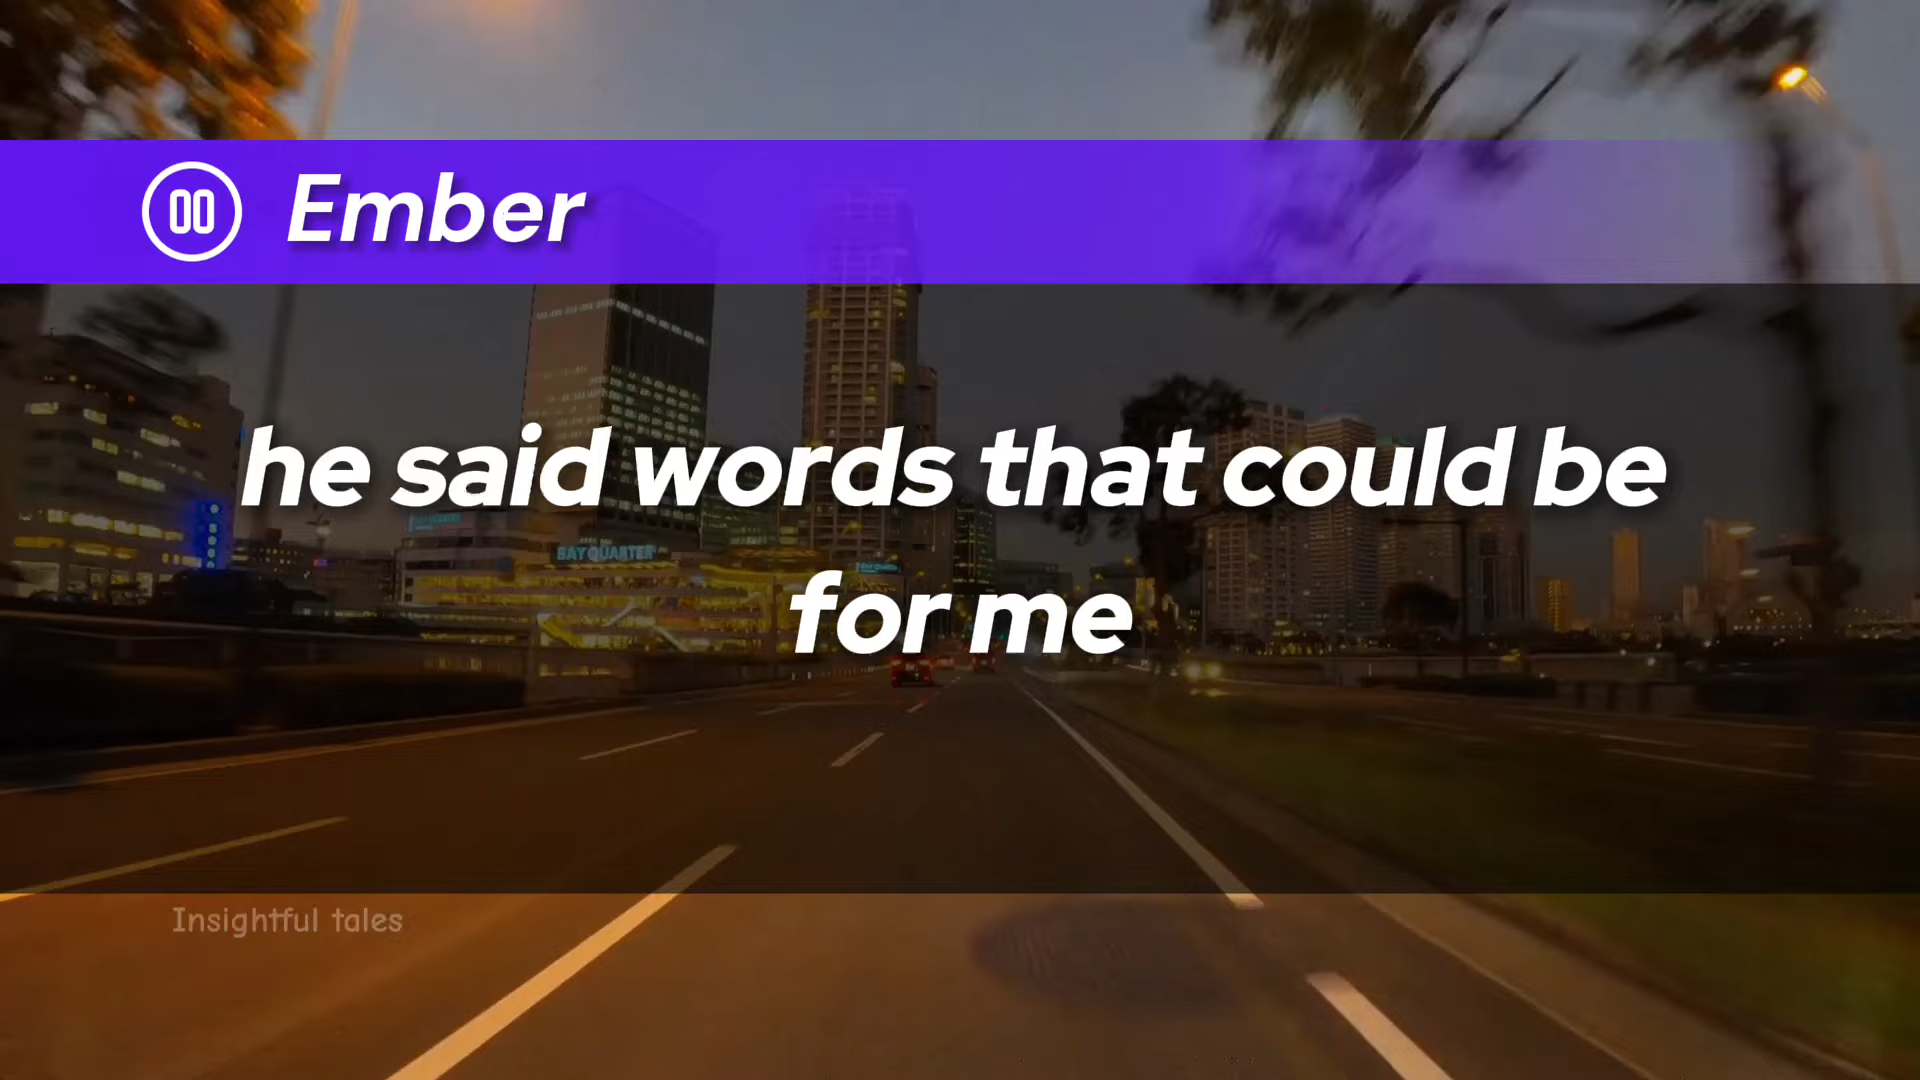 Ember
he said words that could be
for me
BAY QUARTER
Insightful tales